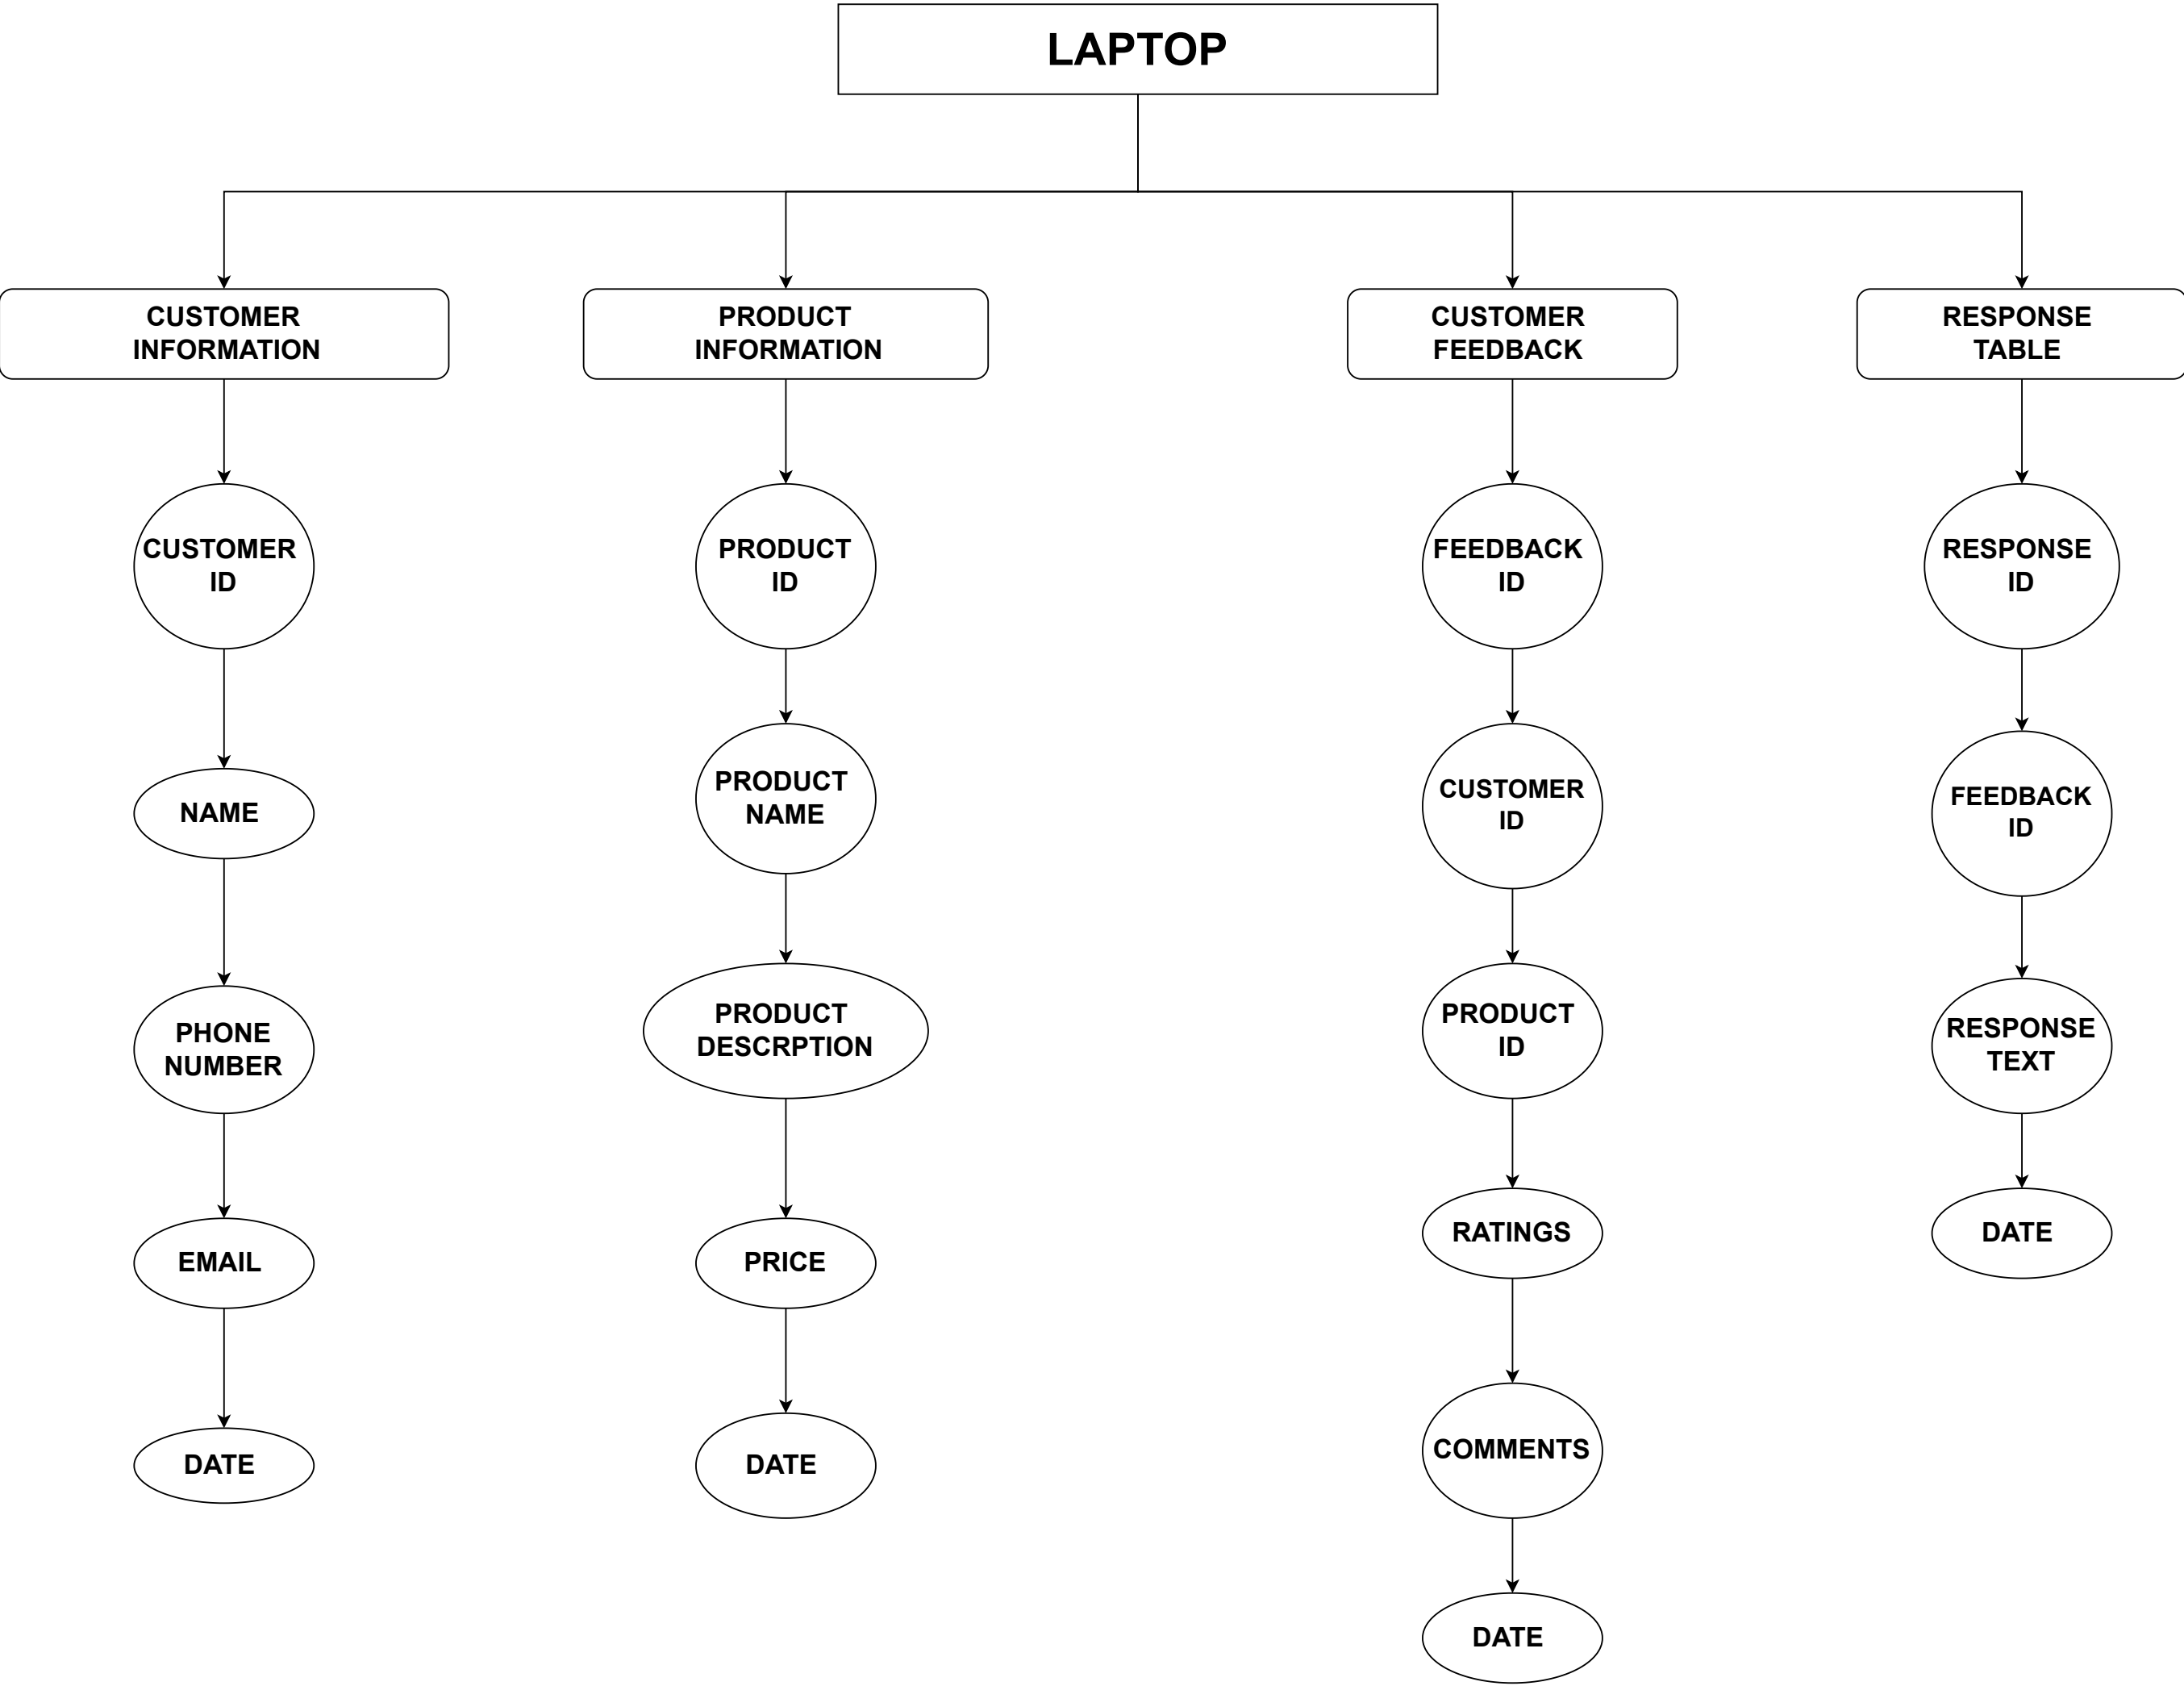 LAPTOP
CUSTOMER
INFORMATION
PRODUCT
INFORMATION
CUSTOMER
FEEDBACK
RESPONSE
TABLE
CUSTOMER
ID
PRODUCT
ID
FEEDBACK
ID
RESPONSE
ID
NAME
PRODUCT
NAME
CUSTOMER
ID
FEEDBACK
ID
PHONE
NUMBER
PRODUCT
DESCRPTION
PRODUCT
ID
RESPONSE
TEXT
EMAIL
PRICE
RATINGS
DATE
DATE
DATE
COMMENTS
DATE